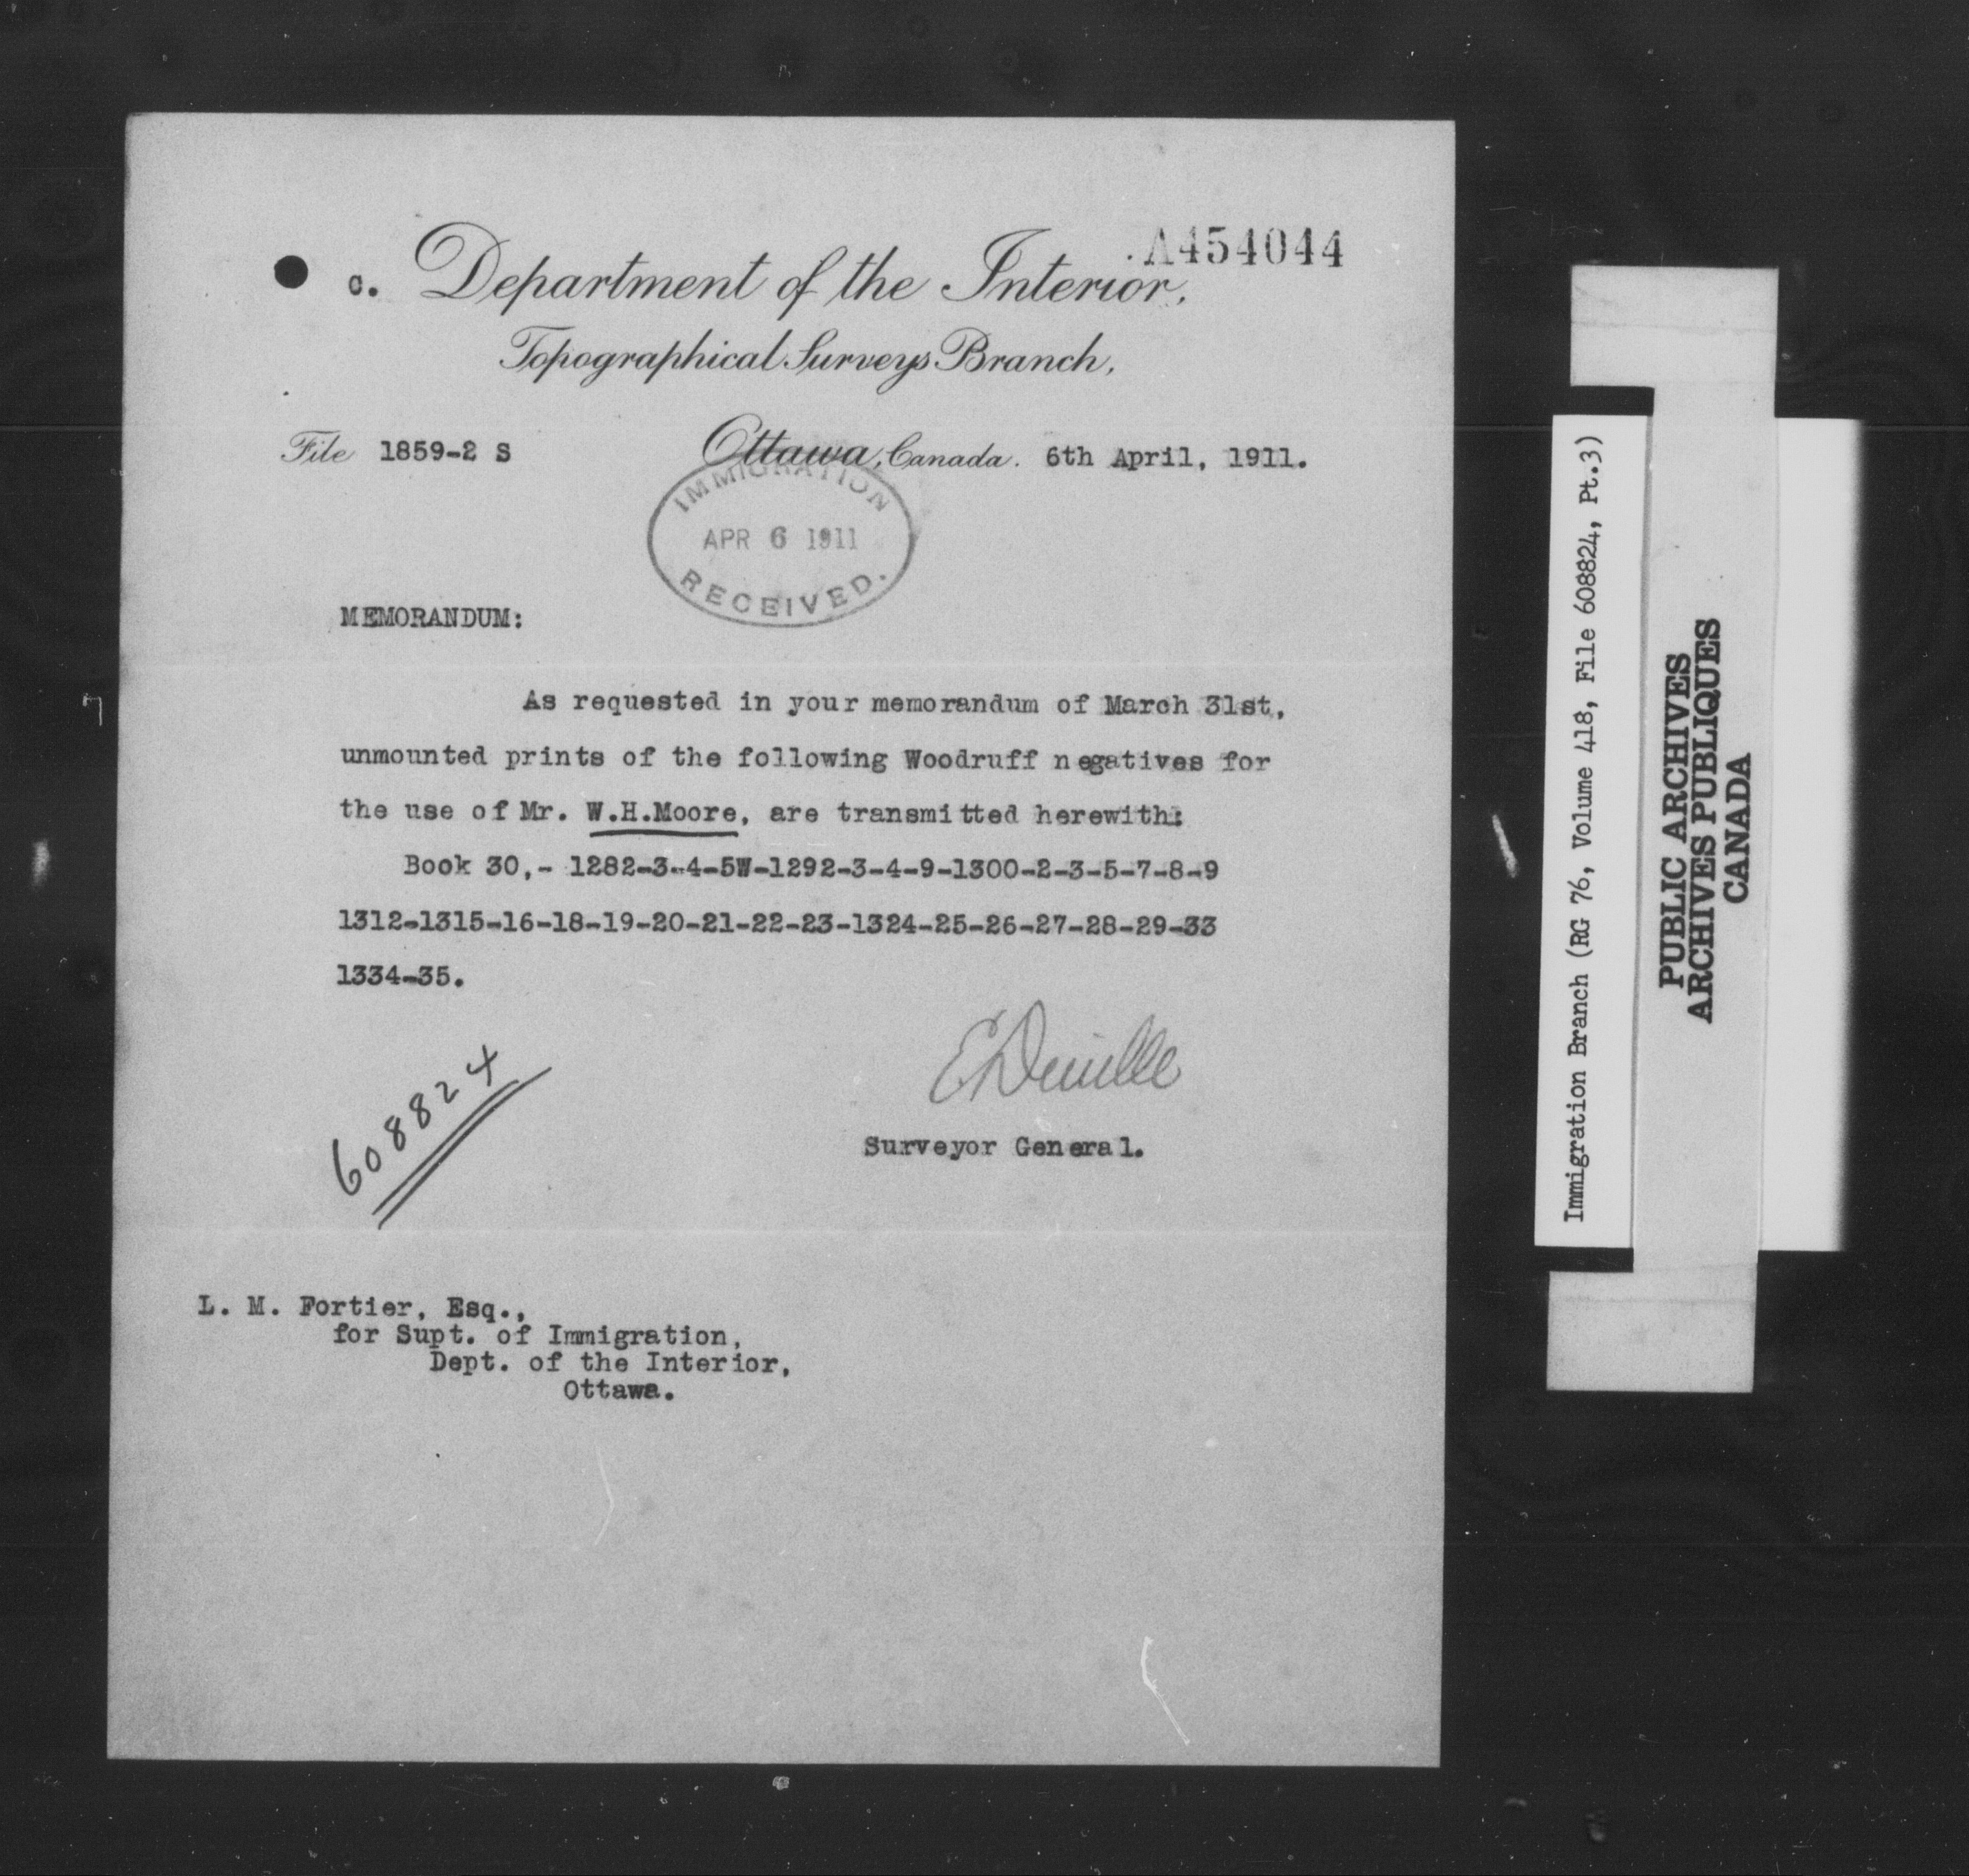 A454044
c. Department of the Interior,
Topographical Surveys Branch,
File 1859-2 S
Ottawa, Canada. 6th April, 1911.
IMMIGRATION
APR 6 1911
RECEIVED.
MEMORANDUM:
As requested in your memorandum of March 31st,
unmounted prints of the following Woodruff negatives for
the use of Mr. W.H.Moore, are transmitted herewith:
Book 30,- 1282-3-4-5W-1292-3-4-9-1300-2-3-5-7-8-9
1312-1315-16-18-19-20-21-22-23-1324-25-26-27-28-29-33
1334-35.
EDeville
Surveyor General.
608824
L. M. Fortier, Esq.,
for Supt. of Immigration,
Dept. of the Interior,
Ottawa.
Immigration Branch (RG 76, Volume 418, File 608824, Pt.3)
PUBLIC ARCHIVES
ARCHIVES PUBLIQUES
CANADA